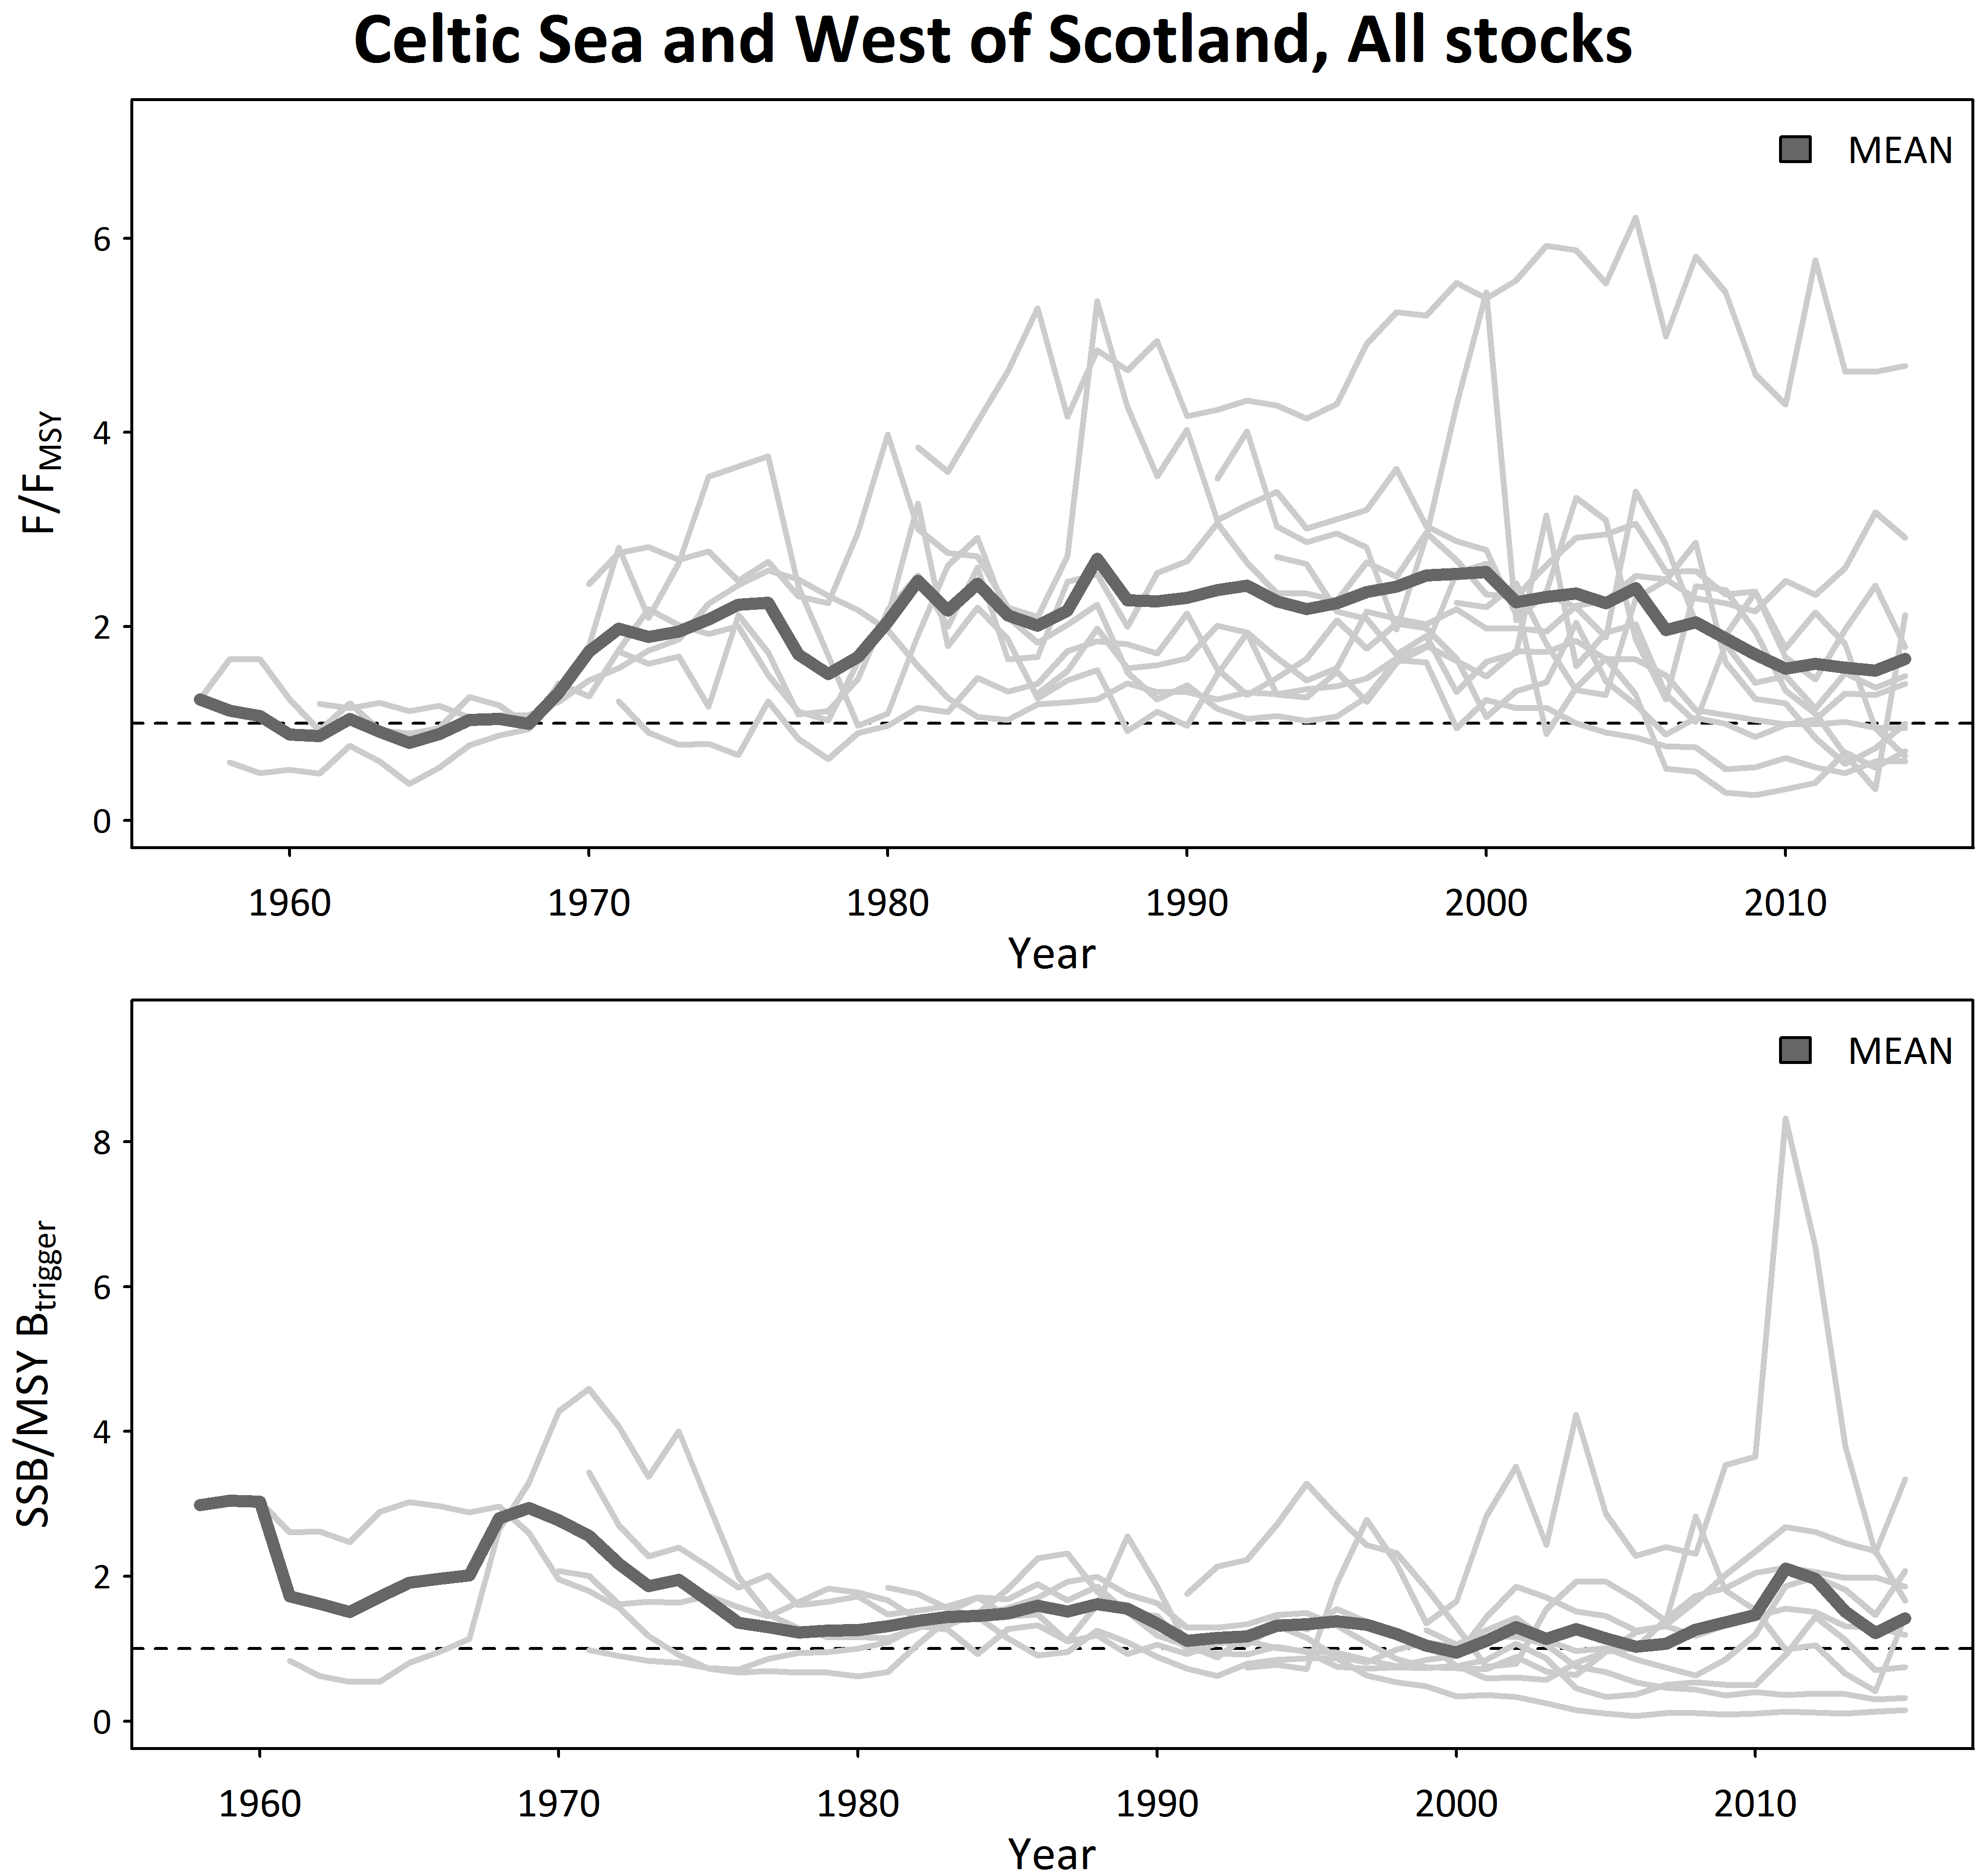 Celtic Sea and West of Scotland, All stocks
MEAN
F/FMSY
6
4
2
0
1960 1970 1980 1990 2000 2010
Year
MEAN
SSB/MSY Btrigger
8
6
4
2
0
1960 1970 1980 1990 2000 2010
Year